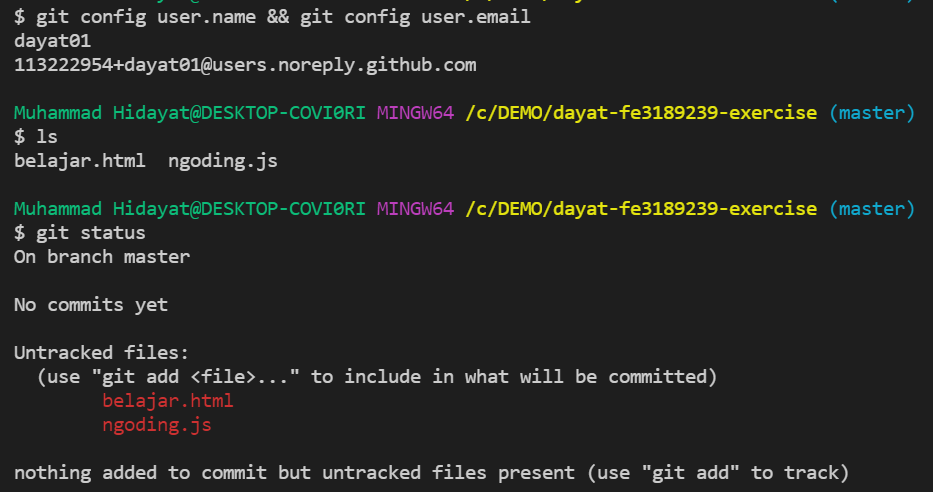 $ git config user.name && git config user.email
dayat01
113222954+dayat01@users.noreply.github.com
Muhammad Hidayat@DESKTOP-COVI0RI MINGW64 /c/DEMO/dayat-fe3189239-exercise (master)
$ ls
belajar.html  ngoding.js
Muhammad Hidayat@DESKTOP-COVI0RI MINGW64 /c/DEMO/dayat-fe3189239-exercise (master)
$ git status
On branch master
No commits yet
Untracked files:
  (use "git add <file>..." to include in what will be committed)
        belajar.html
        ngoding.js
nothing added to commit but untracked files present (use "git add" to track)